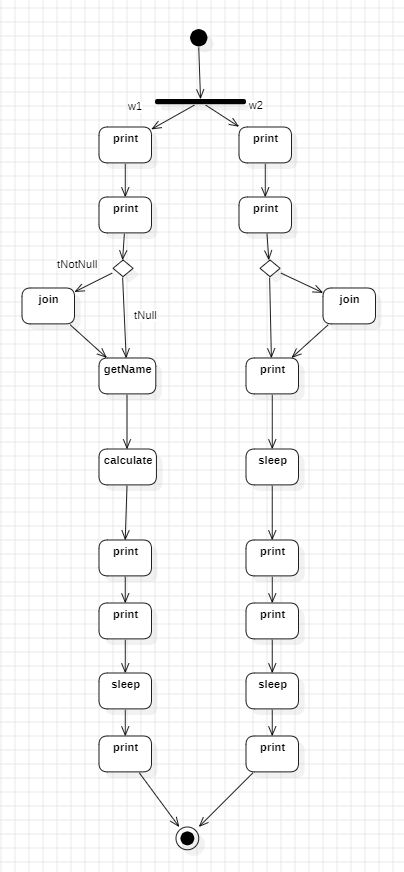 w1
w2
print
print
print
print
tNotNull
join
join
tNull
getName
print
calculate
sleep
print
print
print
print
sleep
sleep
print
print